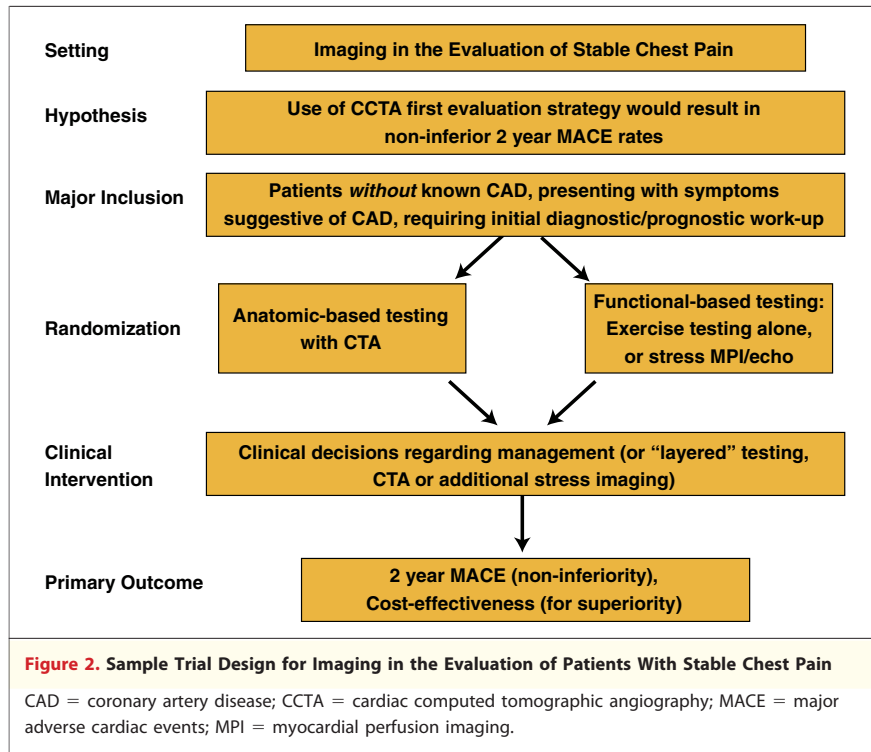 Setting
Imaging in the Evaluation of Stable Chest Pain
Hypothesis
Use of CCTA first evaluation strategy would result in
non-inferior 2 year MACE rates
Major Inclusion
Patients without known CAD, presenting with symptoms
suggestive of CAD, requiring initial diagnostic/prognostic work-up
Randomization
Anatomic-based testing
with CTA
Functional-based testing:
Exercise testing alone,
or stress MPI/echo
Clinical
Intervention
Clinical decisions regarding management (or “layered” testing,
CTA or additional stress imaging)
Primary Outcome
2 year MACE (non-inferiority),
Cost-effectiveness (for superiority)
Figure 2. Sample Trial Design for Imaging in the Evaluation of Patients With Stable Chest Pain
CAD = coronary artery disease; CCTA = cardiac computed tomographic angiography; MACE = major
adverse cardiac events; MPI = myocardial perfusion imaging.